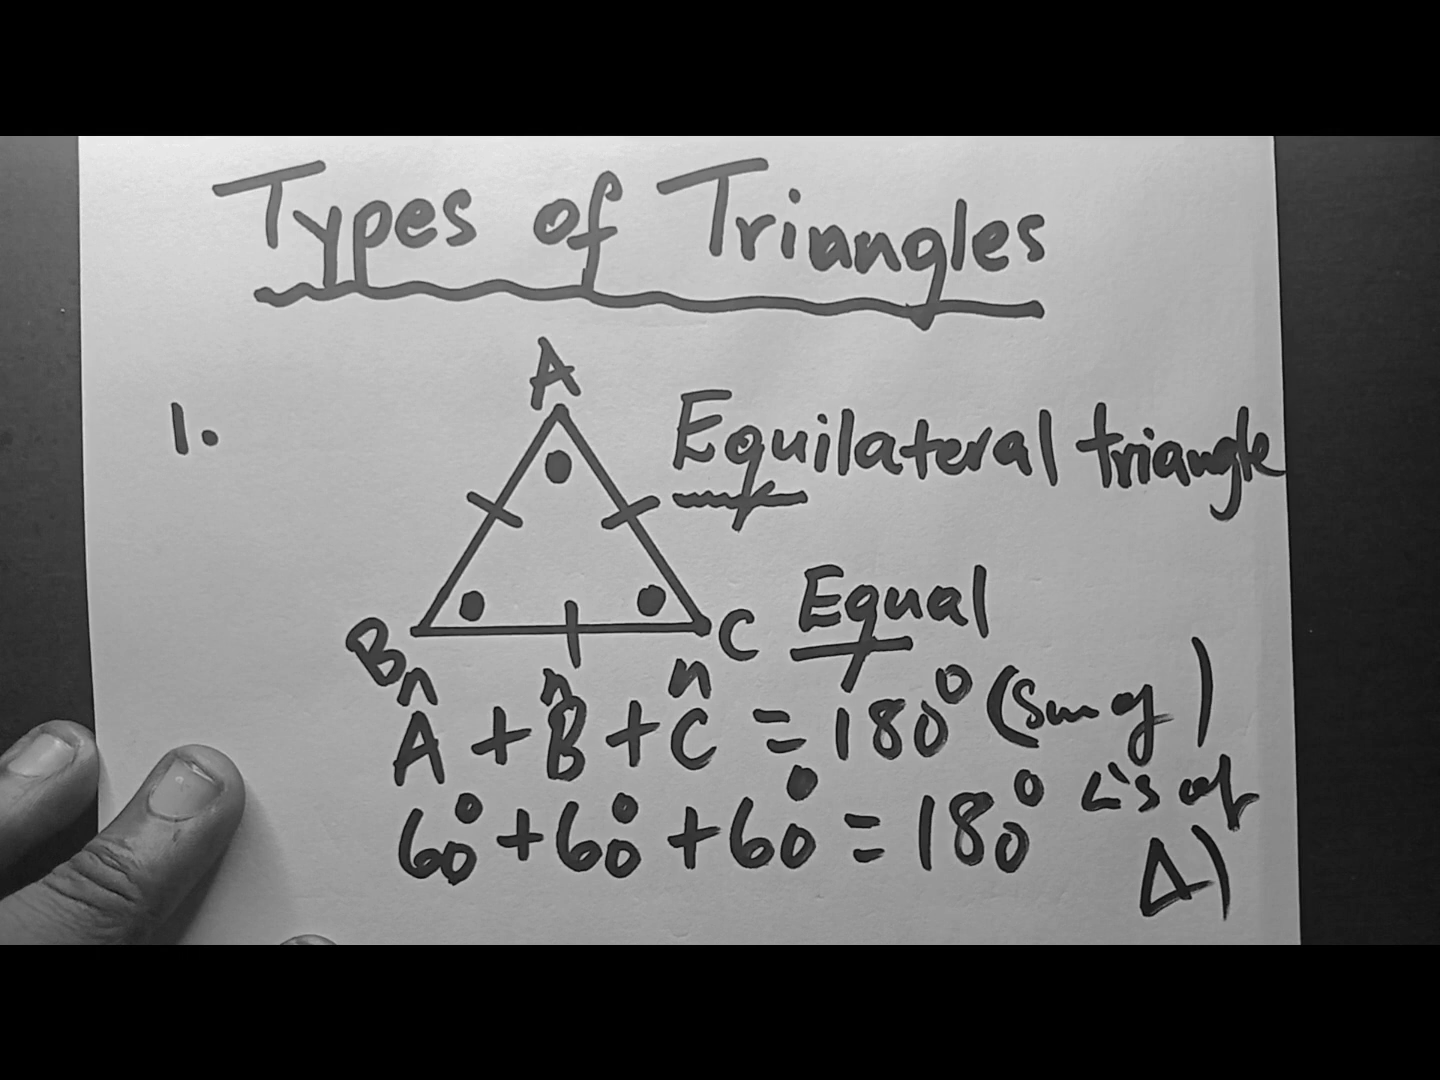 Types of Triangles
1.
A
Equilateral triangle
B
C
Equal
Â + B̂ + Ĉ = 180° (Sum of)
60° + 60° + 60° = 180° ∠'s of
Δ)